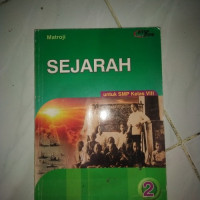 Matroji
SEJARAH
untuk SMP Kelas VIII
2